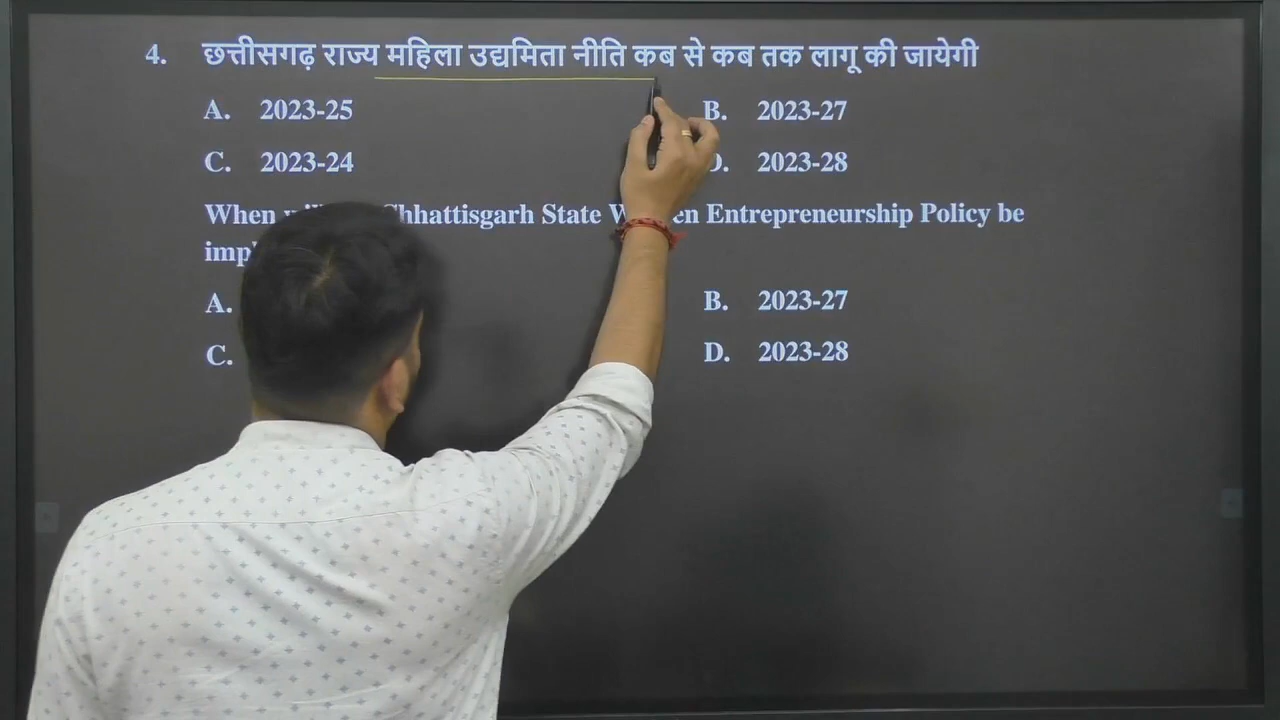 4. छत्तीसगढ़ राज्य महिला उद्यमिता नीति कब से कब तक लागू की जायेगी
A. 2023-25 B. 2023-27
C. 2023-24 D. 2023-28
When Chhattisgarh State Entrepreneurship Policy be
A. B. 2023-27
C. D. 2023-28